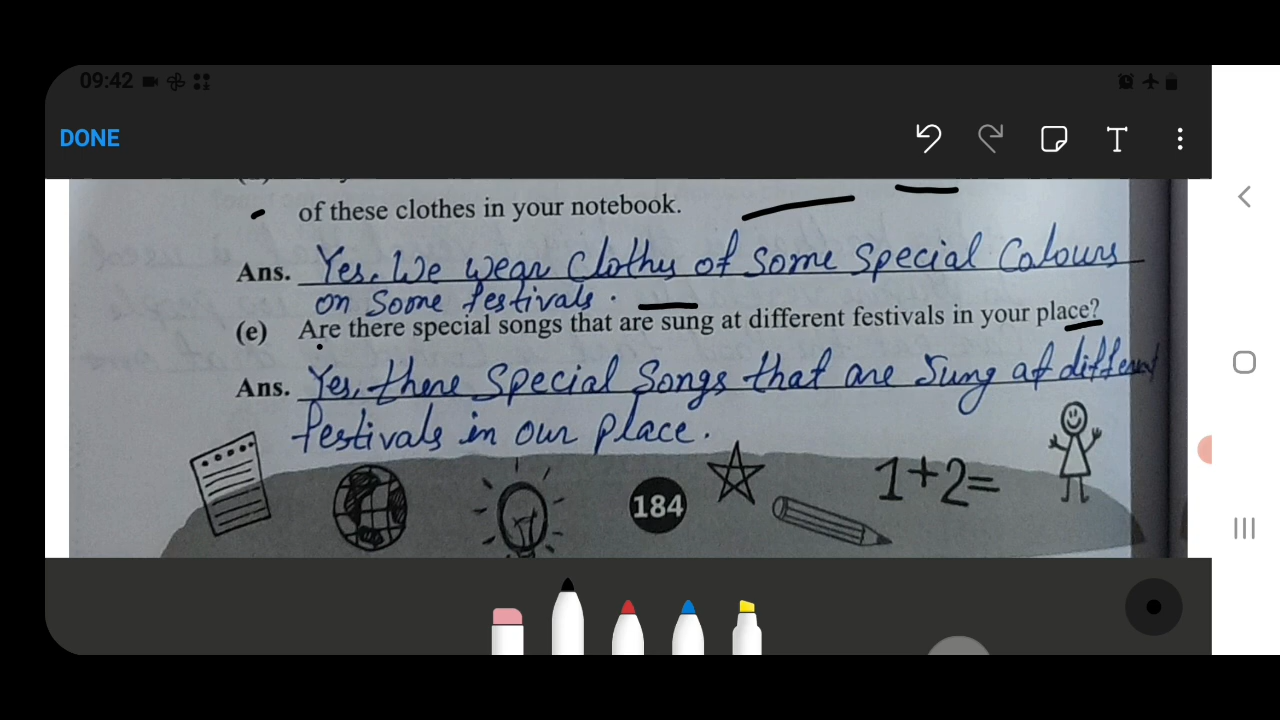 09:42
DONE
T
of these clothes in your notebook.
Ans. Yes. We wear Clothy of some special Colours
on some festivals.
(e) Are there special songs that are sung at different festivals in your place?
Ans. Yes, there special songs that are sung at different
festivals in our place.
184
1+2=